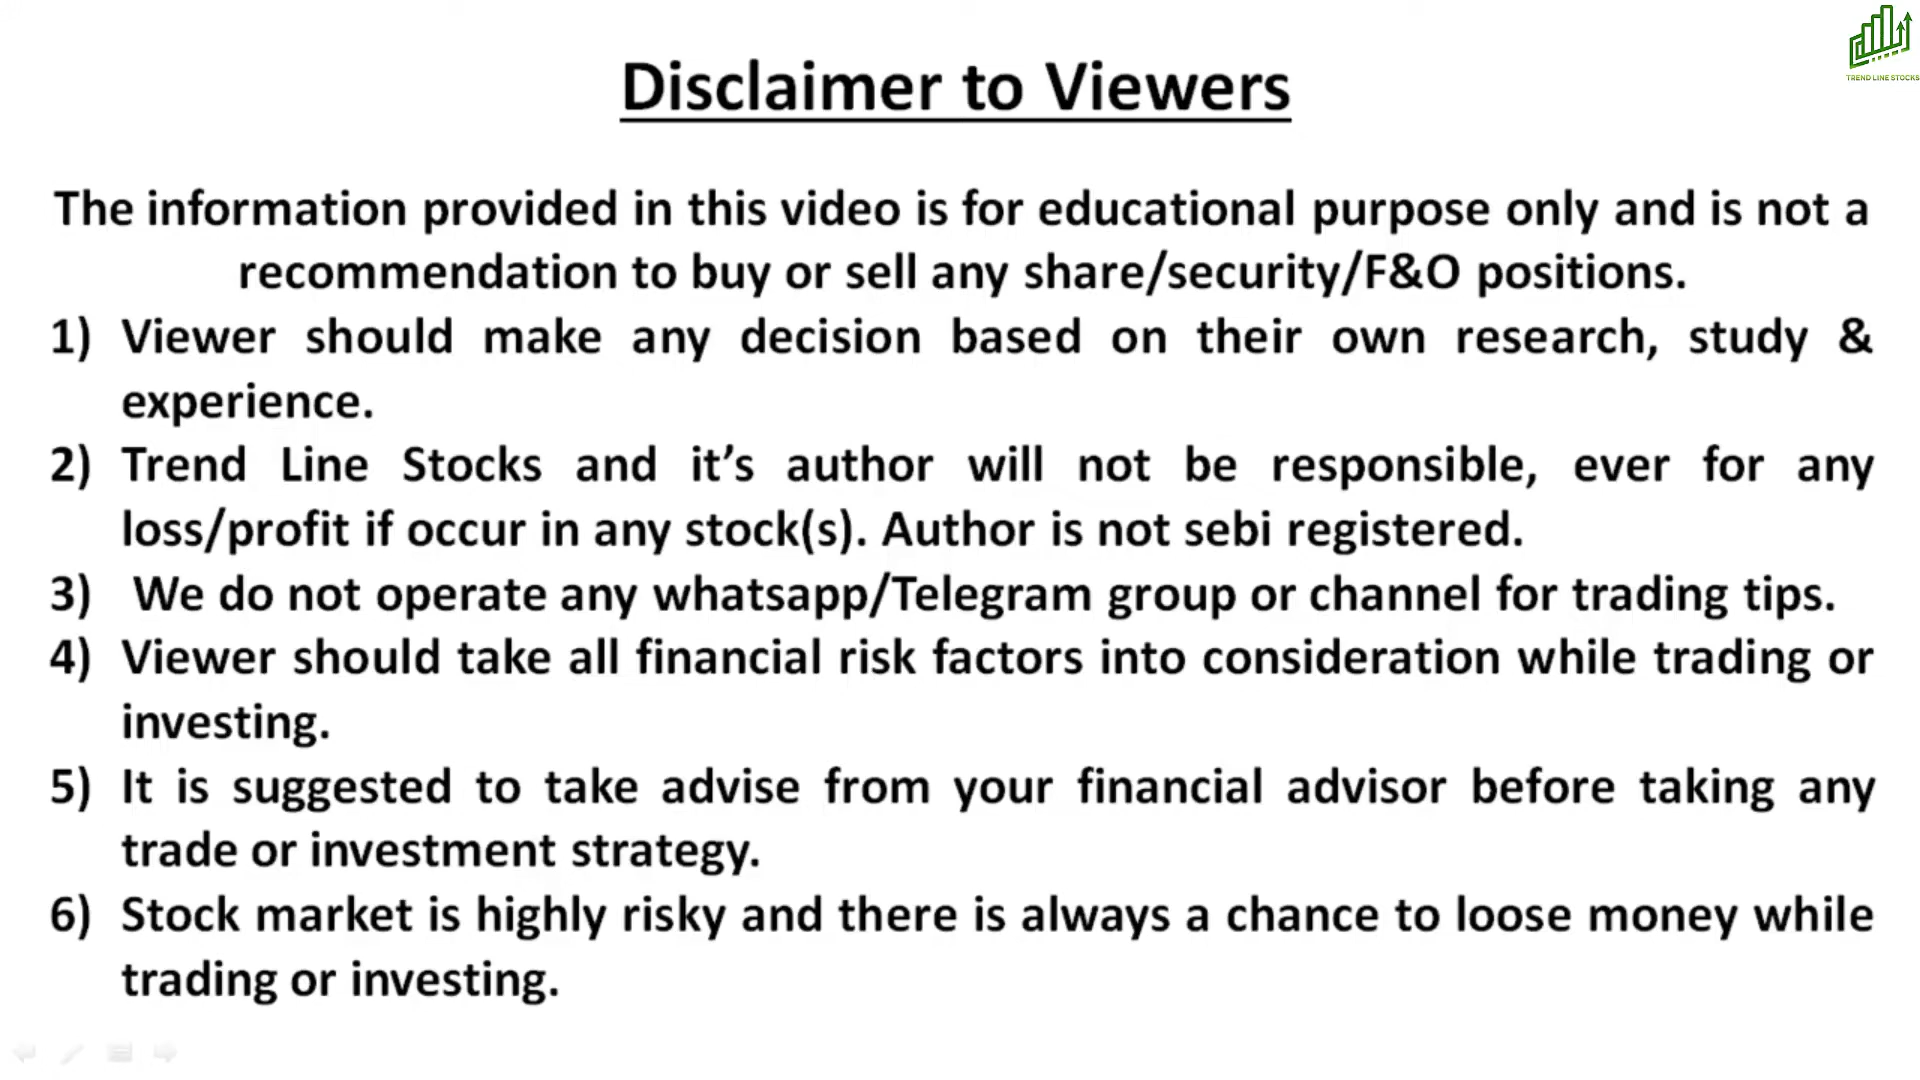 TREND LINE STOCKS
Disclaimer to Viewers
The information provided in this video is for educational purpose only and is not a
recommendation to buy or sell any share/security/F&O positions.
1) Viewer should make any decision based on their own research, study &
experience.
2) Trend Line Stocks and it’s author will not be responsible, ever for any
loss/profit if occur in any stock(s). Author is not sebi registered.
3) We do not operate any whatsapp/Telegram group or channel for trading tips.
4) Viewer should take all financial risk factors into consideration while trading or
investing.
5) It is suggested to take advise from your financial advisor before taking any
trade or investment strategy.
6) Stock market is highly risky and there is always a chance to loose money while
trading or investing.